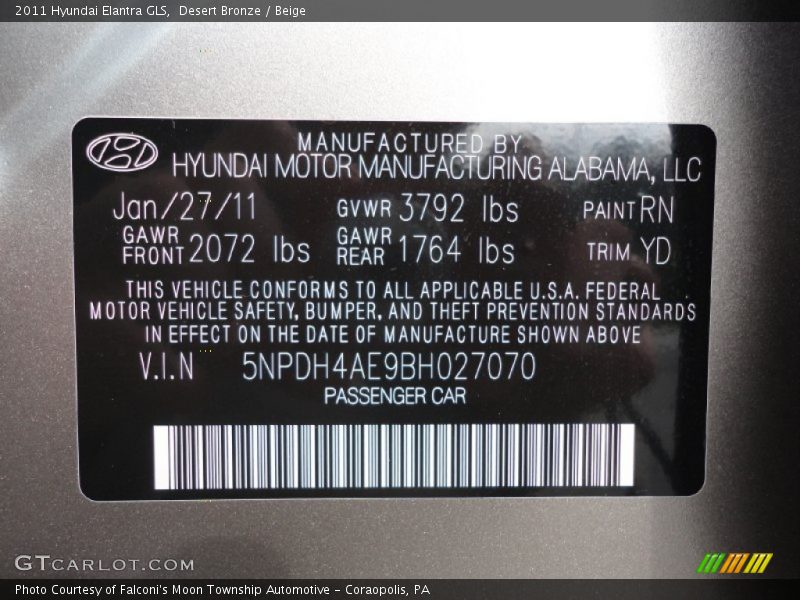 2011 Hyundai Elantra GLS,  Desert Bronze / Beige
MANUFACTURED BY
HYUNDAI MOTOR MANUFACTURING ALABAMA, LLC
Jan/27/11 GVWR 3792 lbs PAINT RN
GAWR FRONT 2072 lbs GAWR REAR 1764 lbs TRIM YD
THIS VEHICLE CONFORMS TO ALL APPLICABLE U.S.A. FEDERAL
MOTOR VEHICLE SAFETY, BUMPER, AND THEFT PREVENTION STANDARDS
IN EFFECT ON THE DATE OF MANUFACTURE SHOWN ABOVE
V.I.N 5NPDH4AE9BH027070
PASSENGER CAR
GTCARLOT.COM
Photo Courtesy of Falconi's Moon Township Automotive - Coraopolis, PA